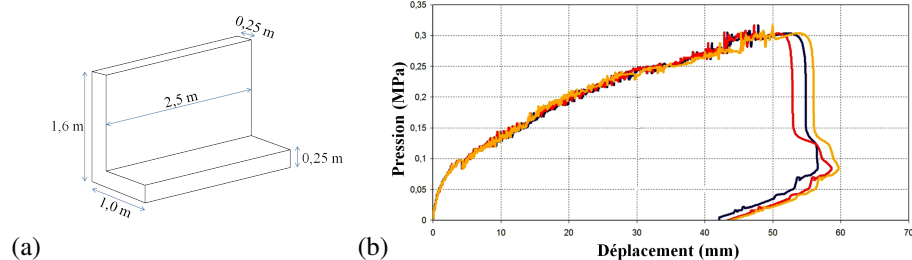 0,25 m
2,5 m
1,6 m
0,25 m
1,0 m
(a)
(b)
Pression (MPa)
0,35
0,3
0,25
0,2
0,15
0,1
0,05
0
0 10 20 30 40 50 60 70
Déplacement (mm)